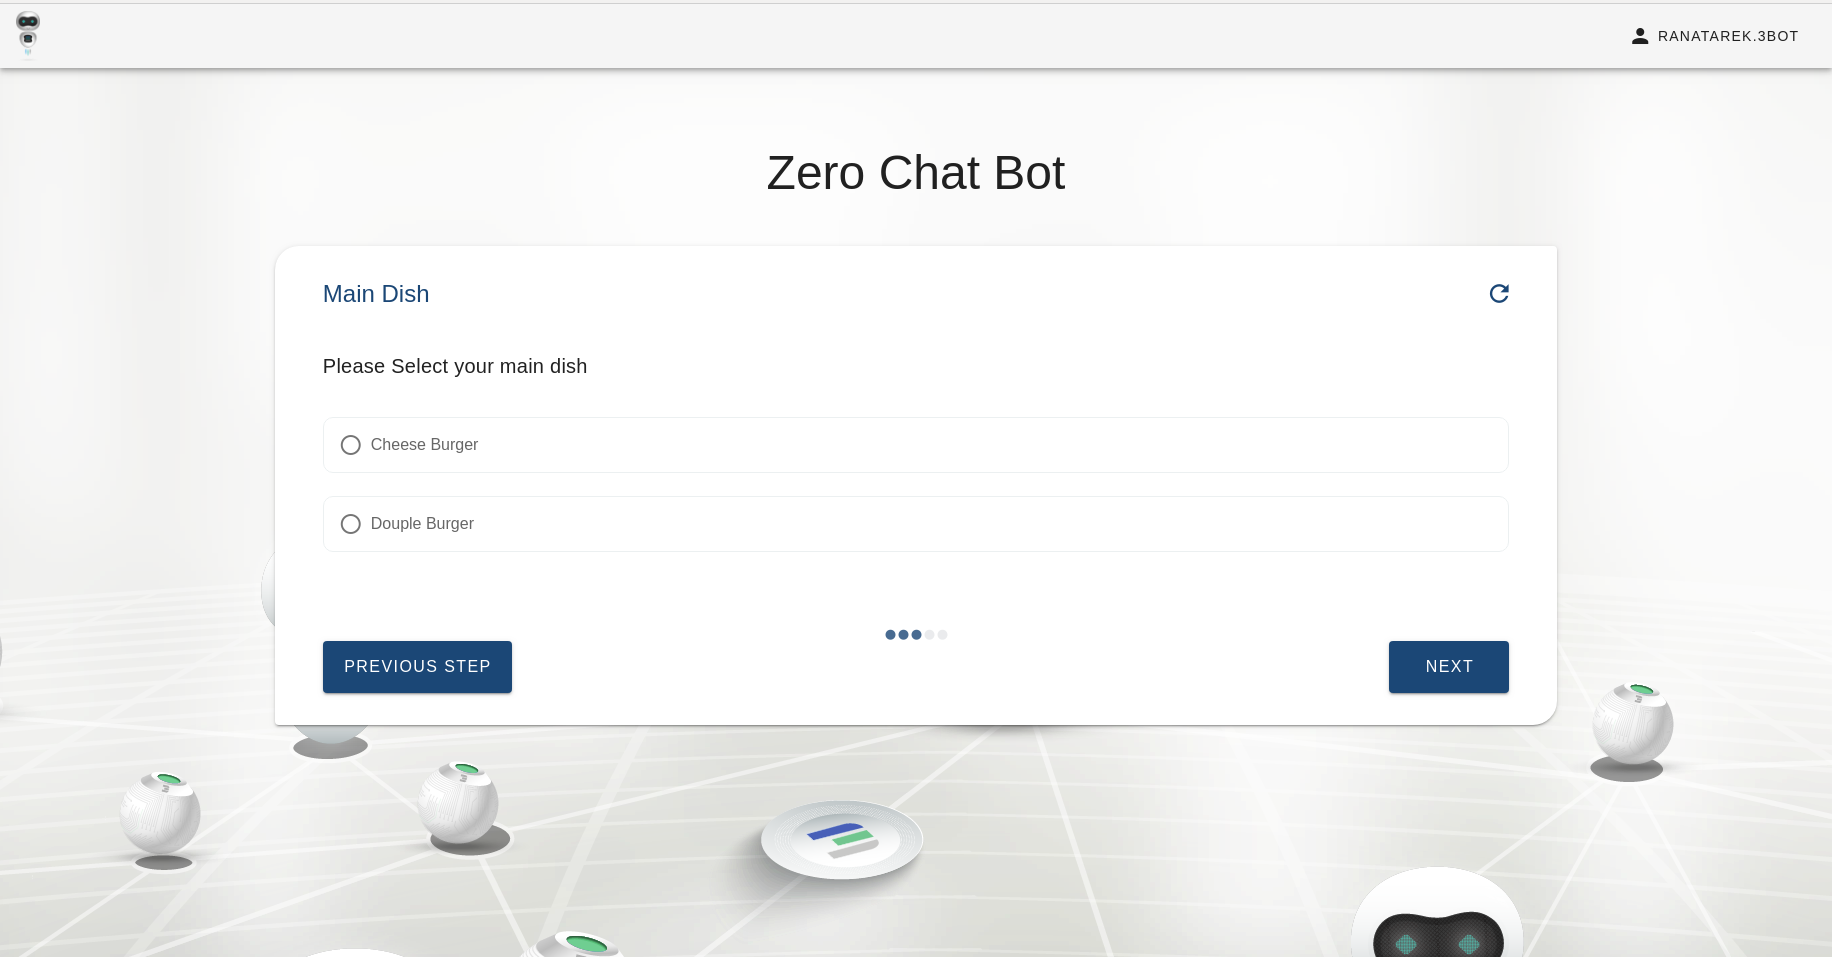 RANATAREK.3BOT
Zero Chat Bot
Main Dish
Please Select your main dish
Cheese Burger
Douple Burger
PREVIOUS STEP
NEXT